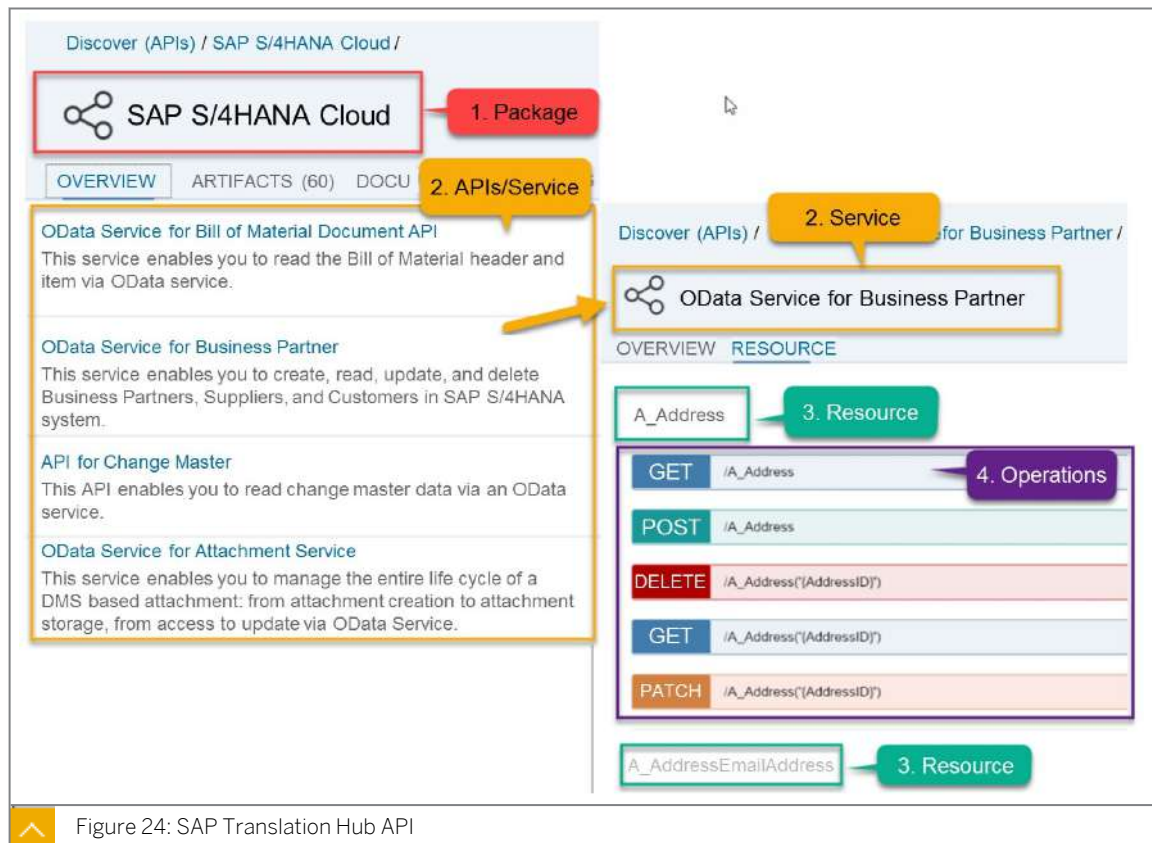 Discover (APIs) / SAP S/4HANA Cloud /
SAP S/4HANA Cloud
1. Package
OVERVIEW ARTIFACTS (60) DOCU
2. APIs/Service
OData Service for Bill of Material Document API
This service enables you to read the Bill of Material header and
item via OData service.
OData Service for Business Partner
This service enables you to create, read, update, and delete
Business Partners, Suppliers, and Customers in SAP S/4HANA
system.
API for Change Master
This API enables you to read change master data via an OData
service.
OData Service for Attachment Service
This service enables you to manage the entire life cycle of a
DMS based attachment: from attachment creation to attachment
storage, from access to update via OData Service.
2. Service
Discover (APIs) / for Business Partner /
OData Service for Business Partner
OVERVIEW RESOURCE
A_Address
3. Resource
GET /A_Address
4. Operations
POST /A_Address
DELETE /A_Address('{AddressID}')
GET /A_Address('{AddressID}')
PATCH /A_Address('{AddressID}')
A_AddressEmailAddress
3. Resource
Figure 24: SAP Translation Hub API